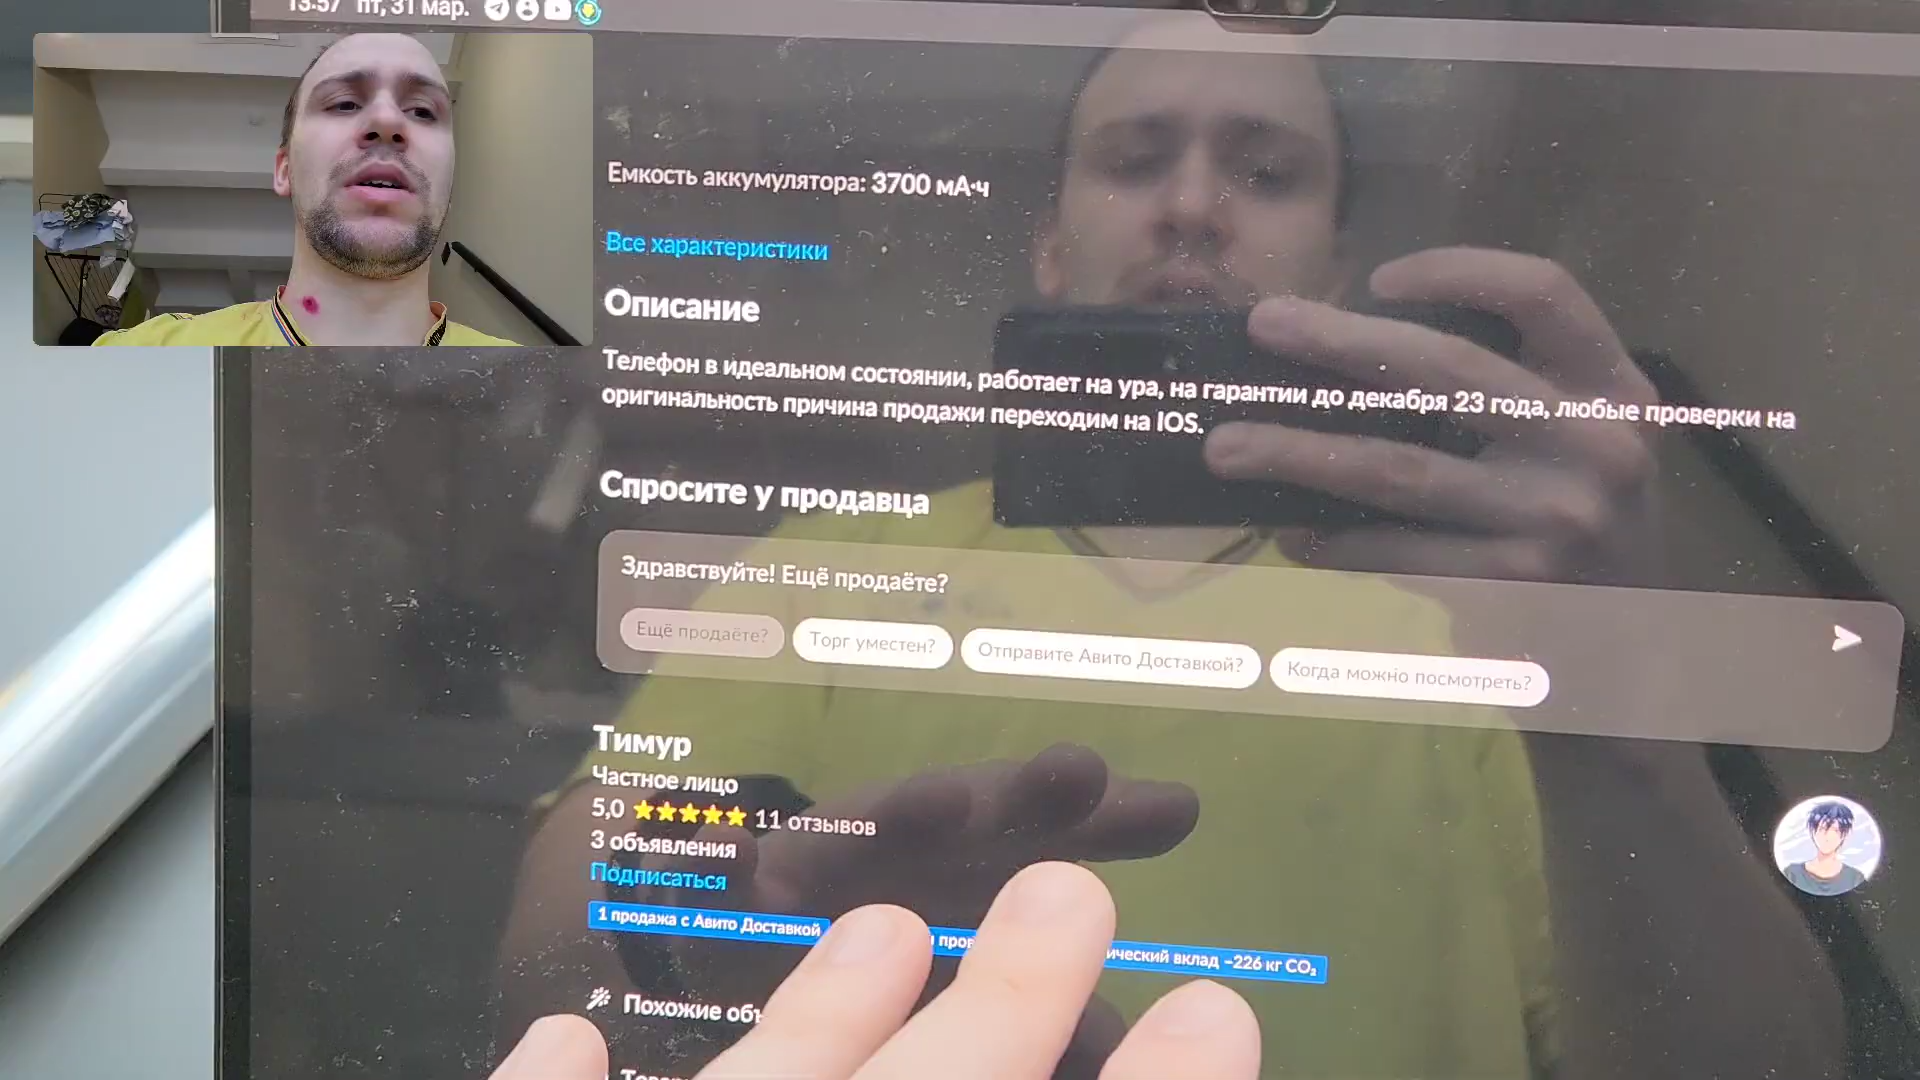 13:57 пт, 31 мар.
Емкость аккумулятора: 3700 мА·ч
Все характеристики
Описание
Телефон в идеальном состоянии, работает на ура, на гарантии до декабря 23 года, любые проверки на
оригинальность причина продажи переходим на IOS.
Спросите у продавца
Здравствуйте! Ещё продаёте?
Ещё продаёте? Торг уместен? Отправите Авито Доставкой? Когда можно посмотреть?
Тимур
Частное лицо
5,0 11 отзывов
3 объявления
Подписаться
1 продажа с Авито Доставкой вклад −226 кг CO₂
Похожие